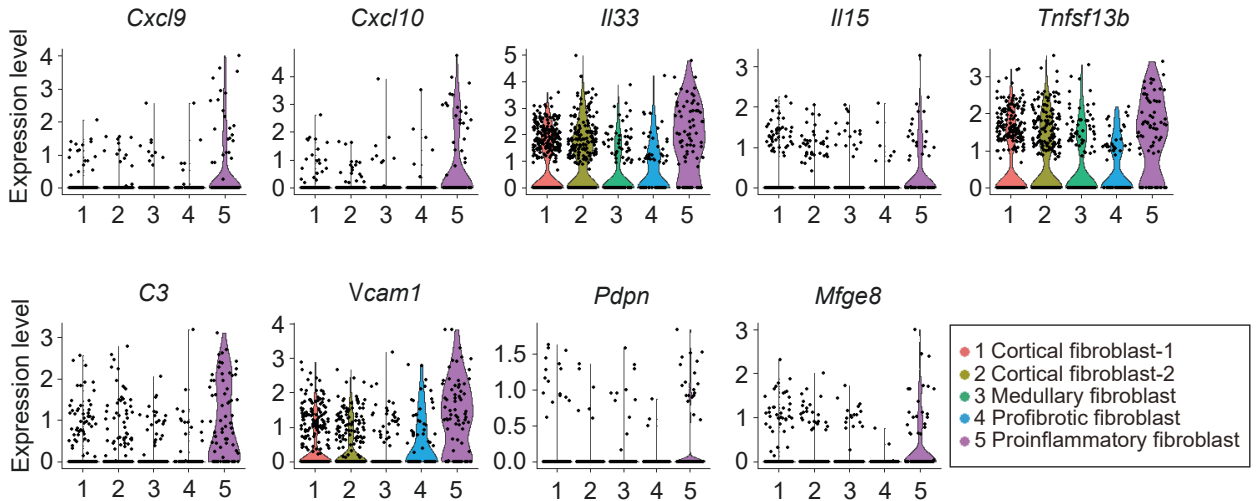 Cxcl9 Cxcl10 Il33 Il15 Tnfsf13b
Expression level
4 3 2 1 0
4 3 2 1 0
5 4 3 2 1 0
3 2 1 0
3 2 1 0
1 2 3 4 5
1 2 3 4 5
1 2 3 4 5
1 2 3 4 5
1 2 3 4 5
C3 Vcam1 Pdpn Mfge8
Expression level
3 2 1 0
4 3 2 1 0
1.5 1.0 0.5 0.0
3 2 1 0
1 2 3 4 5
1 2 3 4 5
1 2 3 4 5
1 2 3 4 5
1 Cortical fibroblast-1
2 Cortical fibroblast-2
3 Medullary fibroblast
4 Profibrotic fibroblast
5 Proinflammatory fibroblast